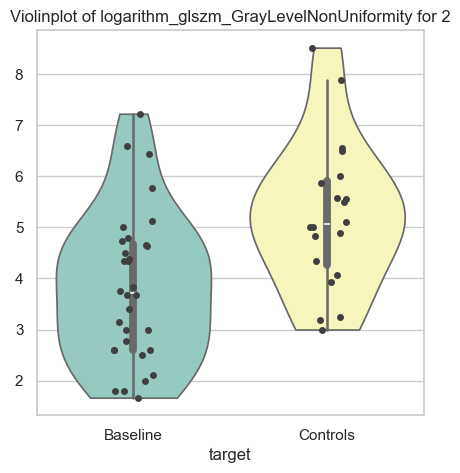 Violinplot of logarithm_glszm_GrayLevelNonUniformity for 2
8
7
6
5
4
3
2
Baseline Controls
target